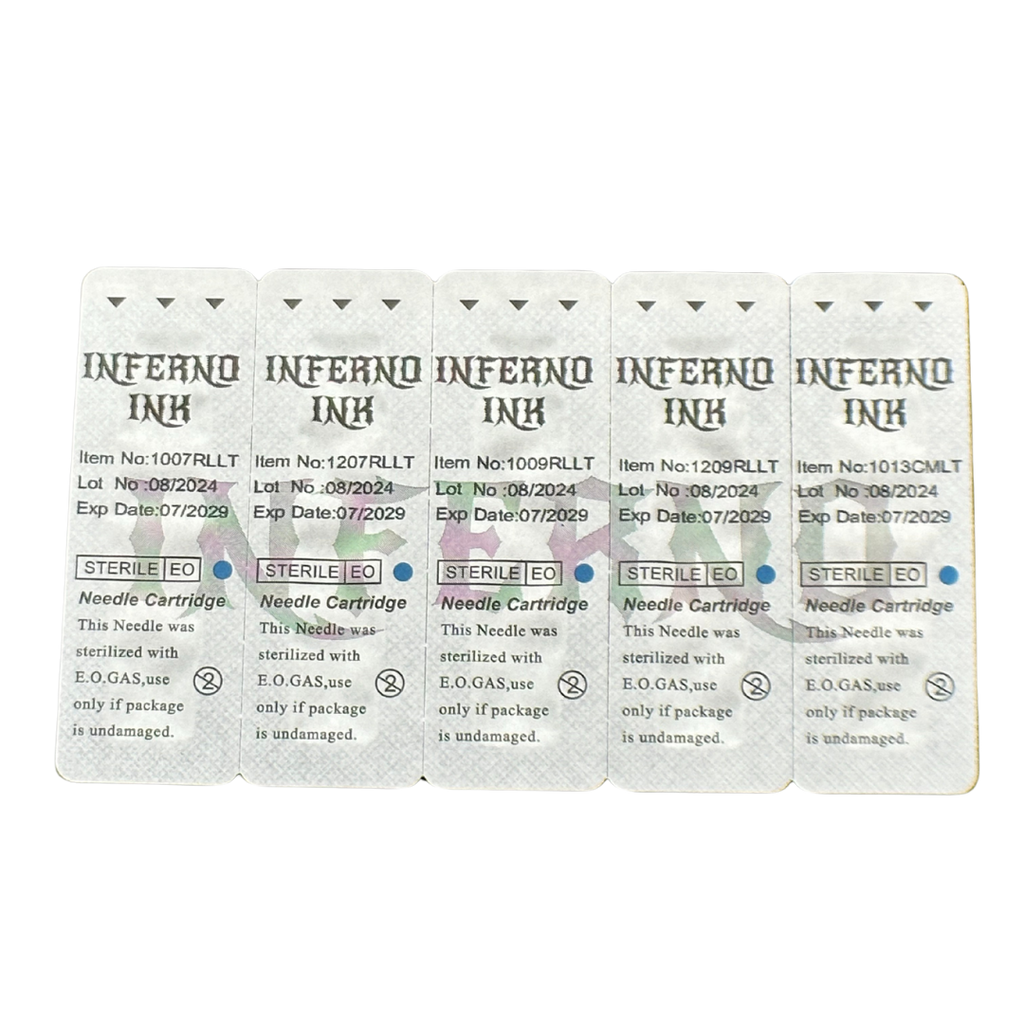 INFERNO
INK
Item No:1007RLLT
Lot No :08/2024
Exp Date:07/2029
STERILE EO
Needle Cartridge
This Needle was
sterilized with
E.O.GAS,use
only if package
is undamaged.
2
INFERNO
INK
Item No:1207RLLT
Lot No :08/2024
Exp Date:07/2029
STERILE EO
Needle Cartridge
This Needle was
sterilized with
E.O.GAS,use
only if package
is undamaged.
2
INFERNO
INK
Item No:1009RLLT
Lot No :08/2024
Exp Date:07/2029
STERILE EO
Needle Cartridge
This Needle was
sterilized with
E.O.GAS,use
only if package
is undamaged.
2
INFERNO
INK
Item No:1209RLLT
Lot No :08/2024
Exp Date:07/2029
STERILE EO
Needle Cartridge
This Needle was
sterilized with
E.O.GAS,use
only if package
is undamaged.
2
INFERNO
INK
Item No:1013CMLT
Lot No :08/2024
Exp Date:07/2029
STERILE EO
Needle Cartridge
This Needle was
sterilized with
E.O.GAS,use
only if package
is undamaged.
2
INFERNO